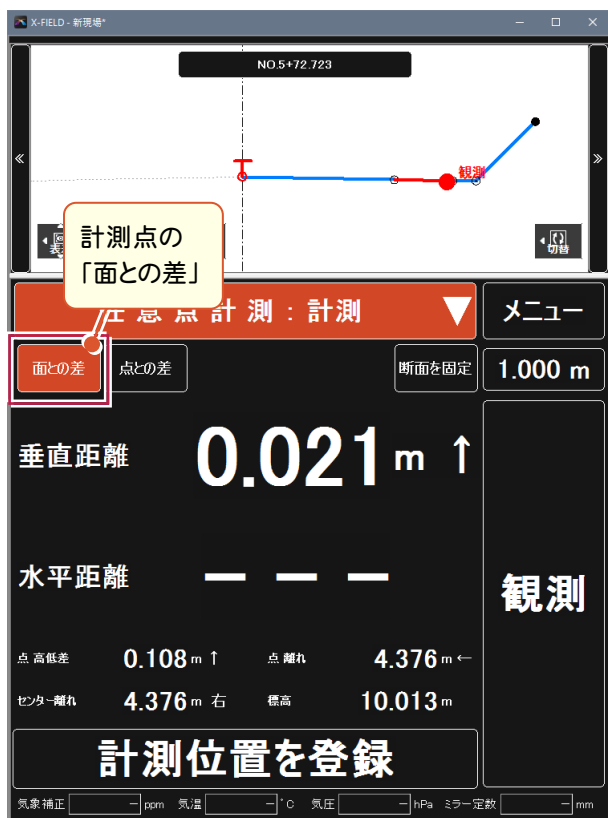 X-FIELD - 新現場*
NO.5+72.723
«
»
観測
計測点の
「面との差」
切替
任意点計測：計測
メニュー
面との差
点との差
断面を固定
1.000 m
垂直距離
0.021 m ↑
水平距離
― ― ―
観測
点 高低差
0.108 m ↑
点 離れ
4.376 m ←
センター離れ
4.376 m 右
標高
10.013 m
計測位置を登録
気象補正 - ppm 気温 - °C 気圧 - hPa ミラー定数 - mm